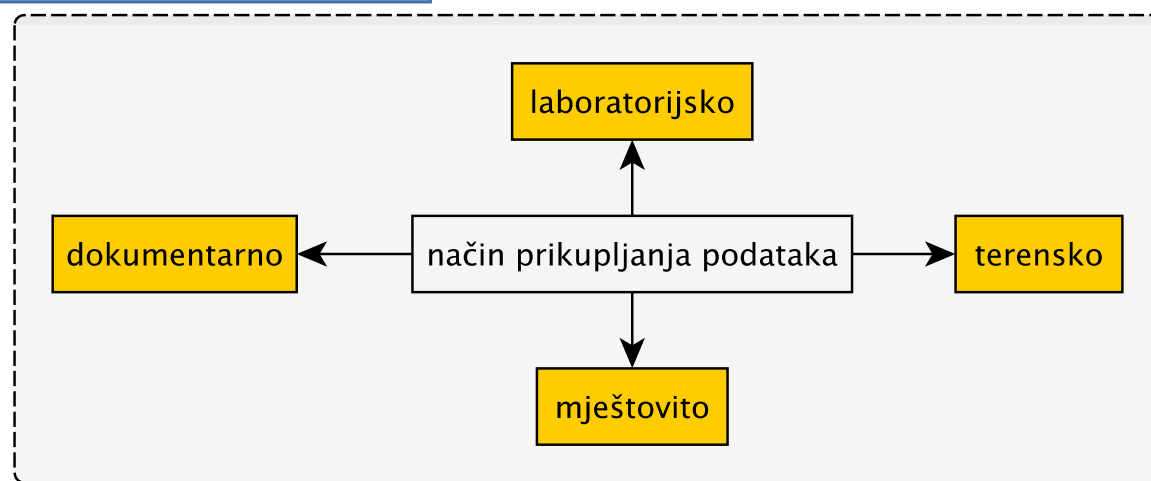 laboratorijsko
dokumentarno
način prikupljanja podataka
terensko
mještovito